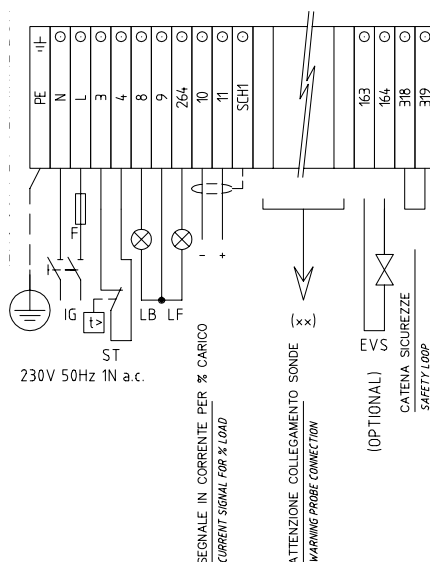 PE
N
L
3
4
8
9
264
10
11
SCH1
163
164
318
319
F
IG
t>
ST
LB
LF
-
+
230V 50Hz 1N a.c.
SEGNALE IN CORRENTE PER % CARICO
CURRENT SIGNAL FOR % LOAD
(xx)
ATTENZIONE COLLEGAMENTO SONDE
WARNING PROBE CONNECTION
EVS
(OPTIONAL)
CATENA SICUREZZE
SAFETY LOOP